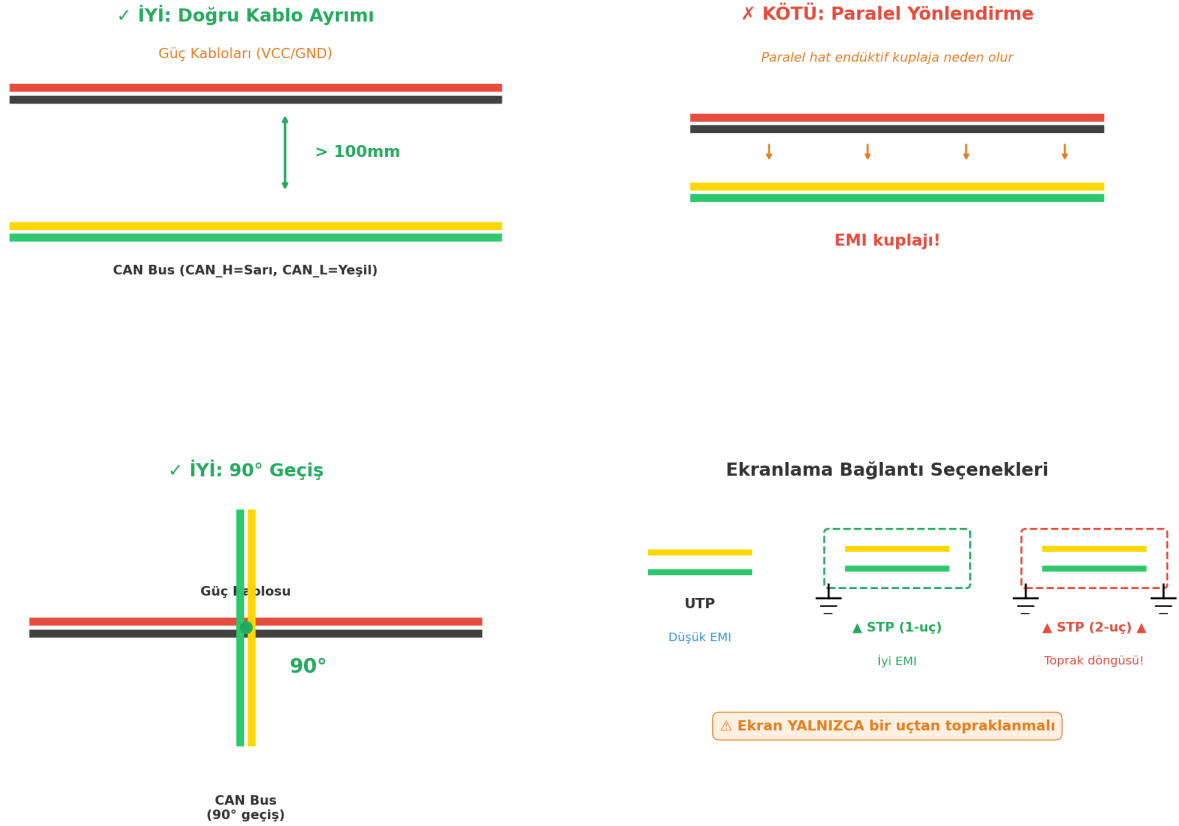 ✓ İYİ: Doğru Kablo Ayrımı
Güç Kabloları (VCC/GND)
> 100mm
CAN Bus (CAN_H=Sarı, CAN_L=Yeşil)
✗ KÖTÜ: Paralel Yönlendirme
Paralel hat endüktif kuplaja neden olur
EMI kuplajı!
✓ İYİ: 90° Geçiş
Güç Kablosu
90°
CAN Bus
(90° geçiş)
Ekranlama Bağlantı Seçenekleri
UTP
Düşük EMI
▲ STP (1-uç)
İyi EMI
▲ STP (2-uç) ▲
Toprak döngüsü!
⚠ Ekran YALNIZCA bir uçtan topraklanmalı